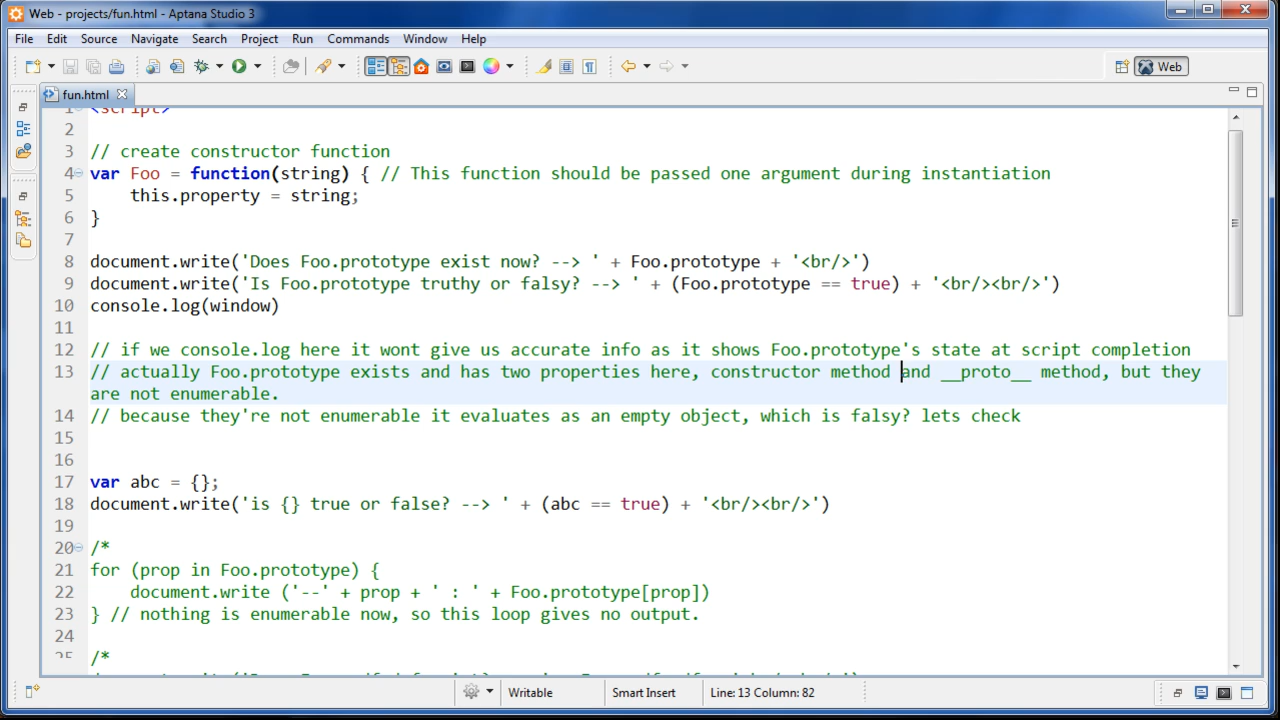 Web - projects/fun.html - Aptana Studio 3
File Edit Source Navigate Search Project Run Commands Window Help
Web
fun.html
1 <script>
2
3 // create constructor function
4 var Foo = function(string) { // This function should be passed one argument during instantiation
5 this.property = string;
6 }
7
8 document.write('Does Foo.prototype exist now? --> ' + Foo.prototype + '<br/>')
9 document.write('Is Foo.prototype truthy or falsy? --> ' + (Foo.prototype == true) + '<br/><br/>')
10 console.log(window)
11
12 // if we console.log here it wont give us accurate info as it shows Foo.prototype's state at script completion
13 // actually Foo.prototype exists and has two properties here, constructor method and __proto__ method, but they
are not enumerable.
14 // because they're not enumerable it evaluates as an empty object, which is falsy? lets check
15
16
17 var abc = {};
18 document.write('is {} true or false? --> ' + (abc == true) + '<br/><br/>')
19
20 /*
21 for (prop in Foo.prototype) {
22 document.write ('--' + prop + ' : ' + Foo.prototype[prop])
23 } // nothing is enumerable now, so this loop gives no output.
24
25 /*
Writable Smart Insert Line: 13 Column: 82